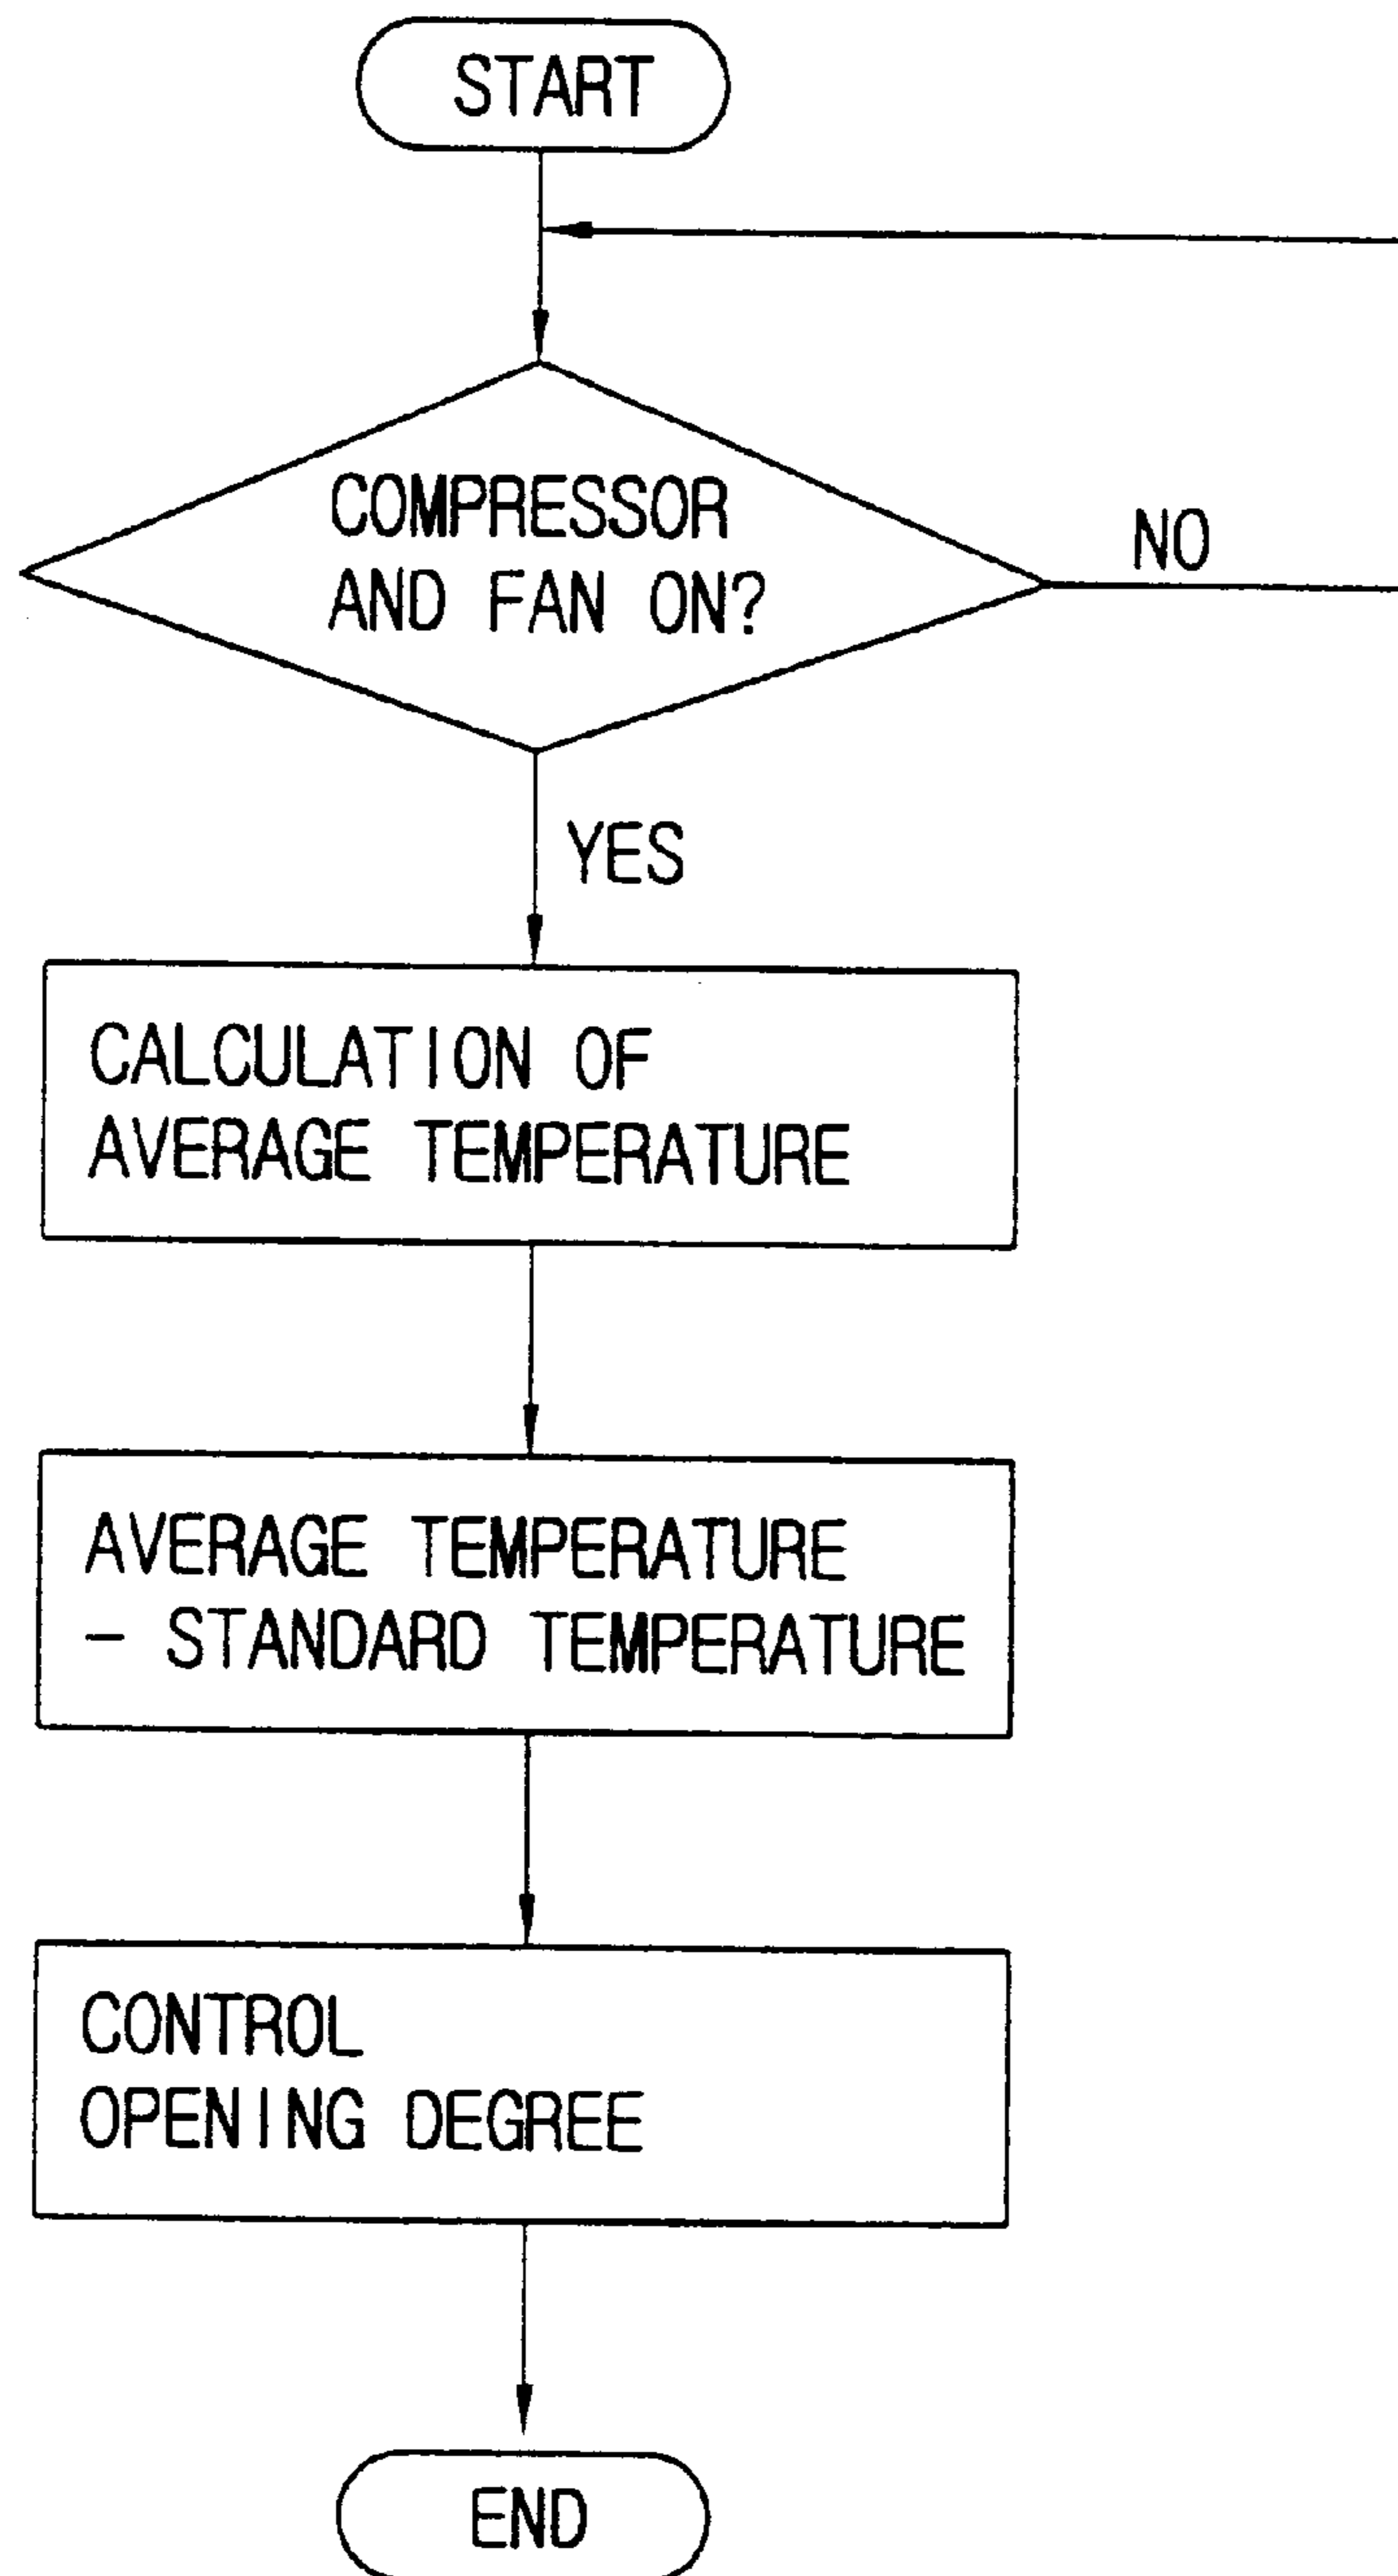 START
COMPRESSOR
AND FAN ON?
NO
YES
CALCULATION OF
AVERAGE TEMPERATURE
AVERAGE TEMPERATURE
- STANDARD TEMPERATURE
CONTROL
OPENING DEGREE
END